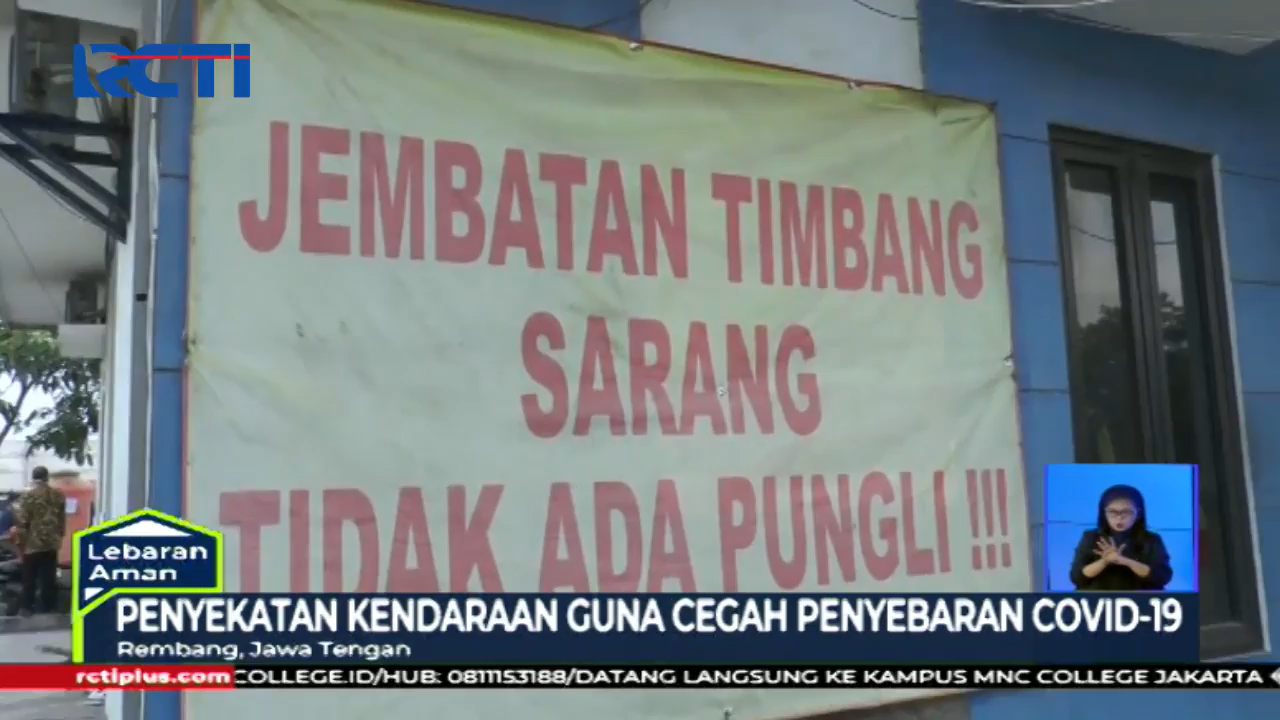 RCTI
JEMBATAN TIMBANG
SARANG
TIDAK ADA PUNGLI !!!
Lebaran
Aman
PENYEKATAN KENDARAAN GUNA CEGAH PENYEBARAN COVID-19
Rembang, Jawa Tengah
rctiplus.com COLLEGE.ID/HUB: 0811153188/DATANG LANGSUNG KE KAMPUS MNC COLLEGE JAKARTA